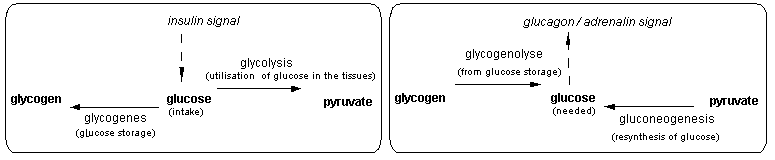 insulin signal
glycolysis
(utilisation of glucose in the tissues)
glycogen
glucose
(intake)
pyruvate
glycogenes
(glucose storage)
glucagon / adrenalin signal
glycogenolyse
(from glucose storage)
glycogen
glucose
(needed)
pyruvate
gluconeogenesis
(resynthesis of glucose)